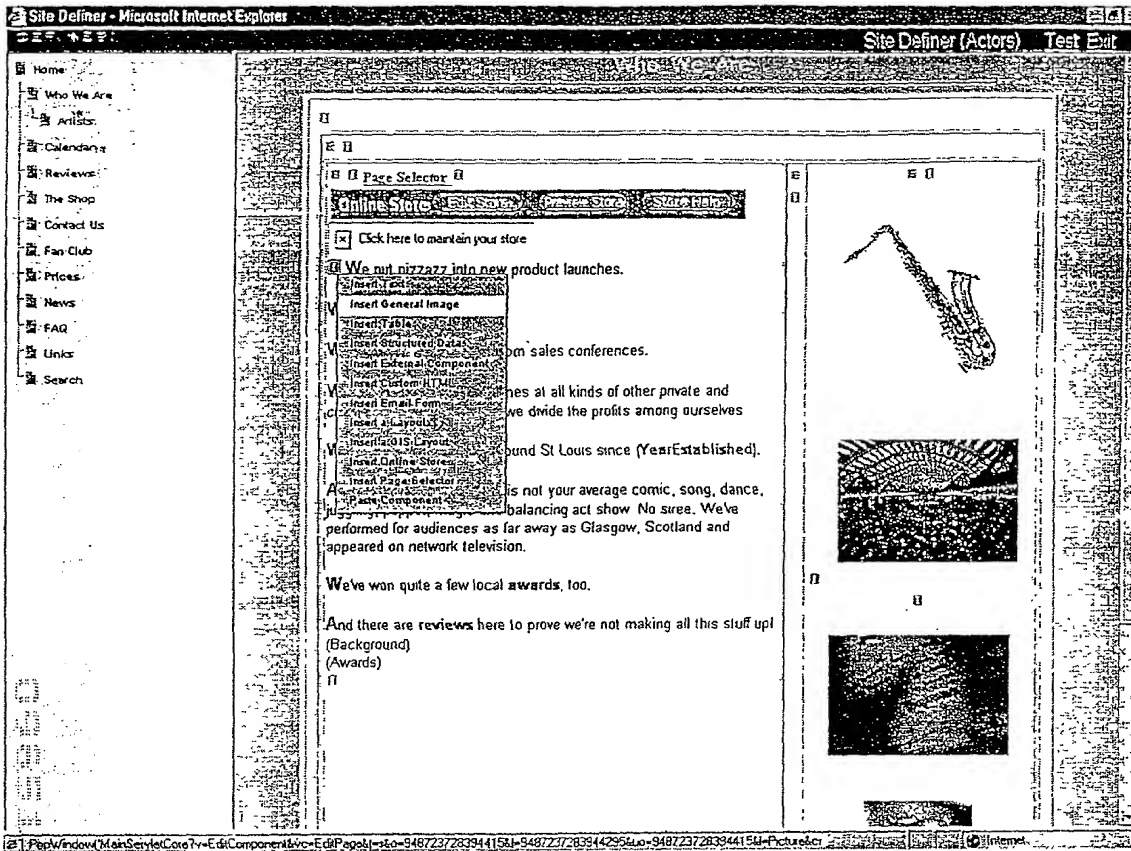 Site Definer - Microsoft Internet Explorer
Site Definer (Actors) Test Exit
Home
Who We Are
Artists
Calendars
Reviews
The Shop
Contact Us
Fan Club
Prices
News
FAQ
Links
Search
Page Selector
Online Store Edit Store Preview Store Store Help
Click here to maintain your store
We put pizzazz into new product launches.
Insert Text
Insert General Image
Insert Table
Insert Structured Data
Insert External Component
Insert Custom HTML
Insert Email Form
Insert a Layout
Insert a GIS Layout
Insert Online Store
Insert Page Selector
Paste Component
sales conferences.
at all kinds of other private and
we divide the profits among ourselves
St Louis since (YearEstablished).
is not your average comic, song, dance,
balancing act show. No siree. We've
performed for audiences as far away as Glasgow, Scotland and
appeared on network television.
We've won quite a few local awards, too.
And there are reviews here to prove we're not making all this stuff up!
(Background)
(Awards)
Internet